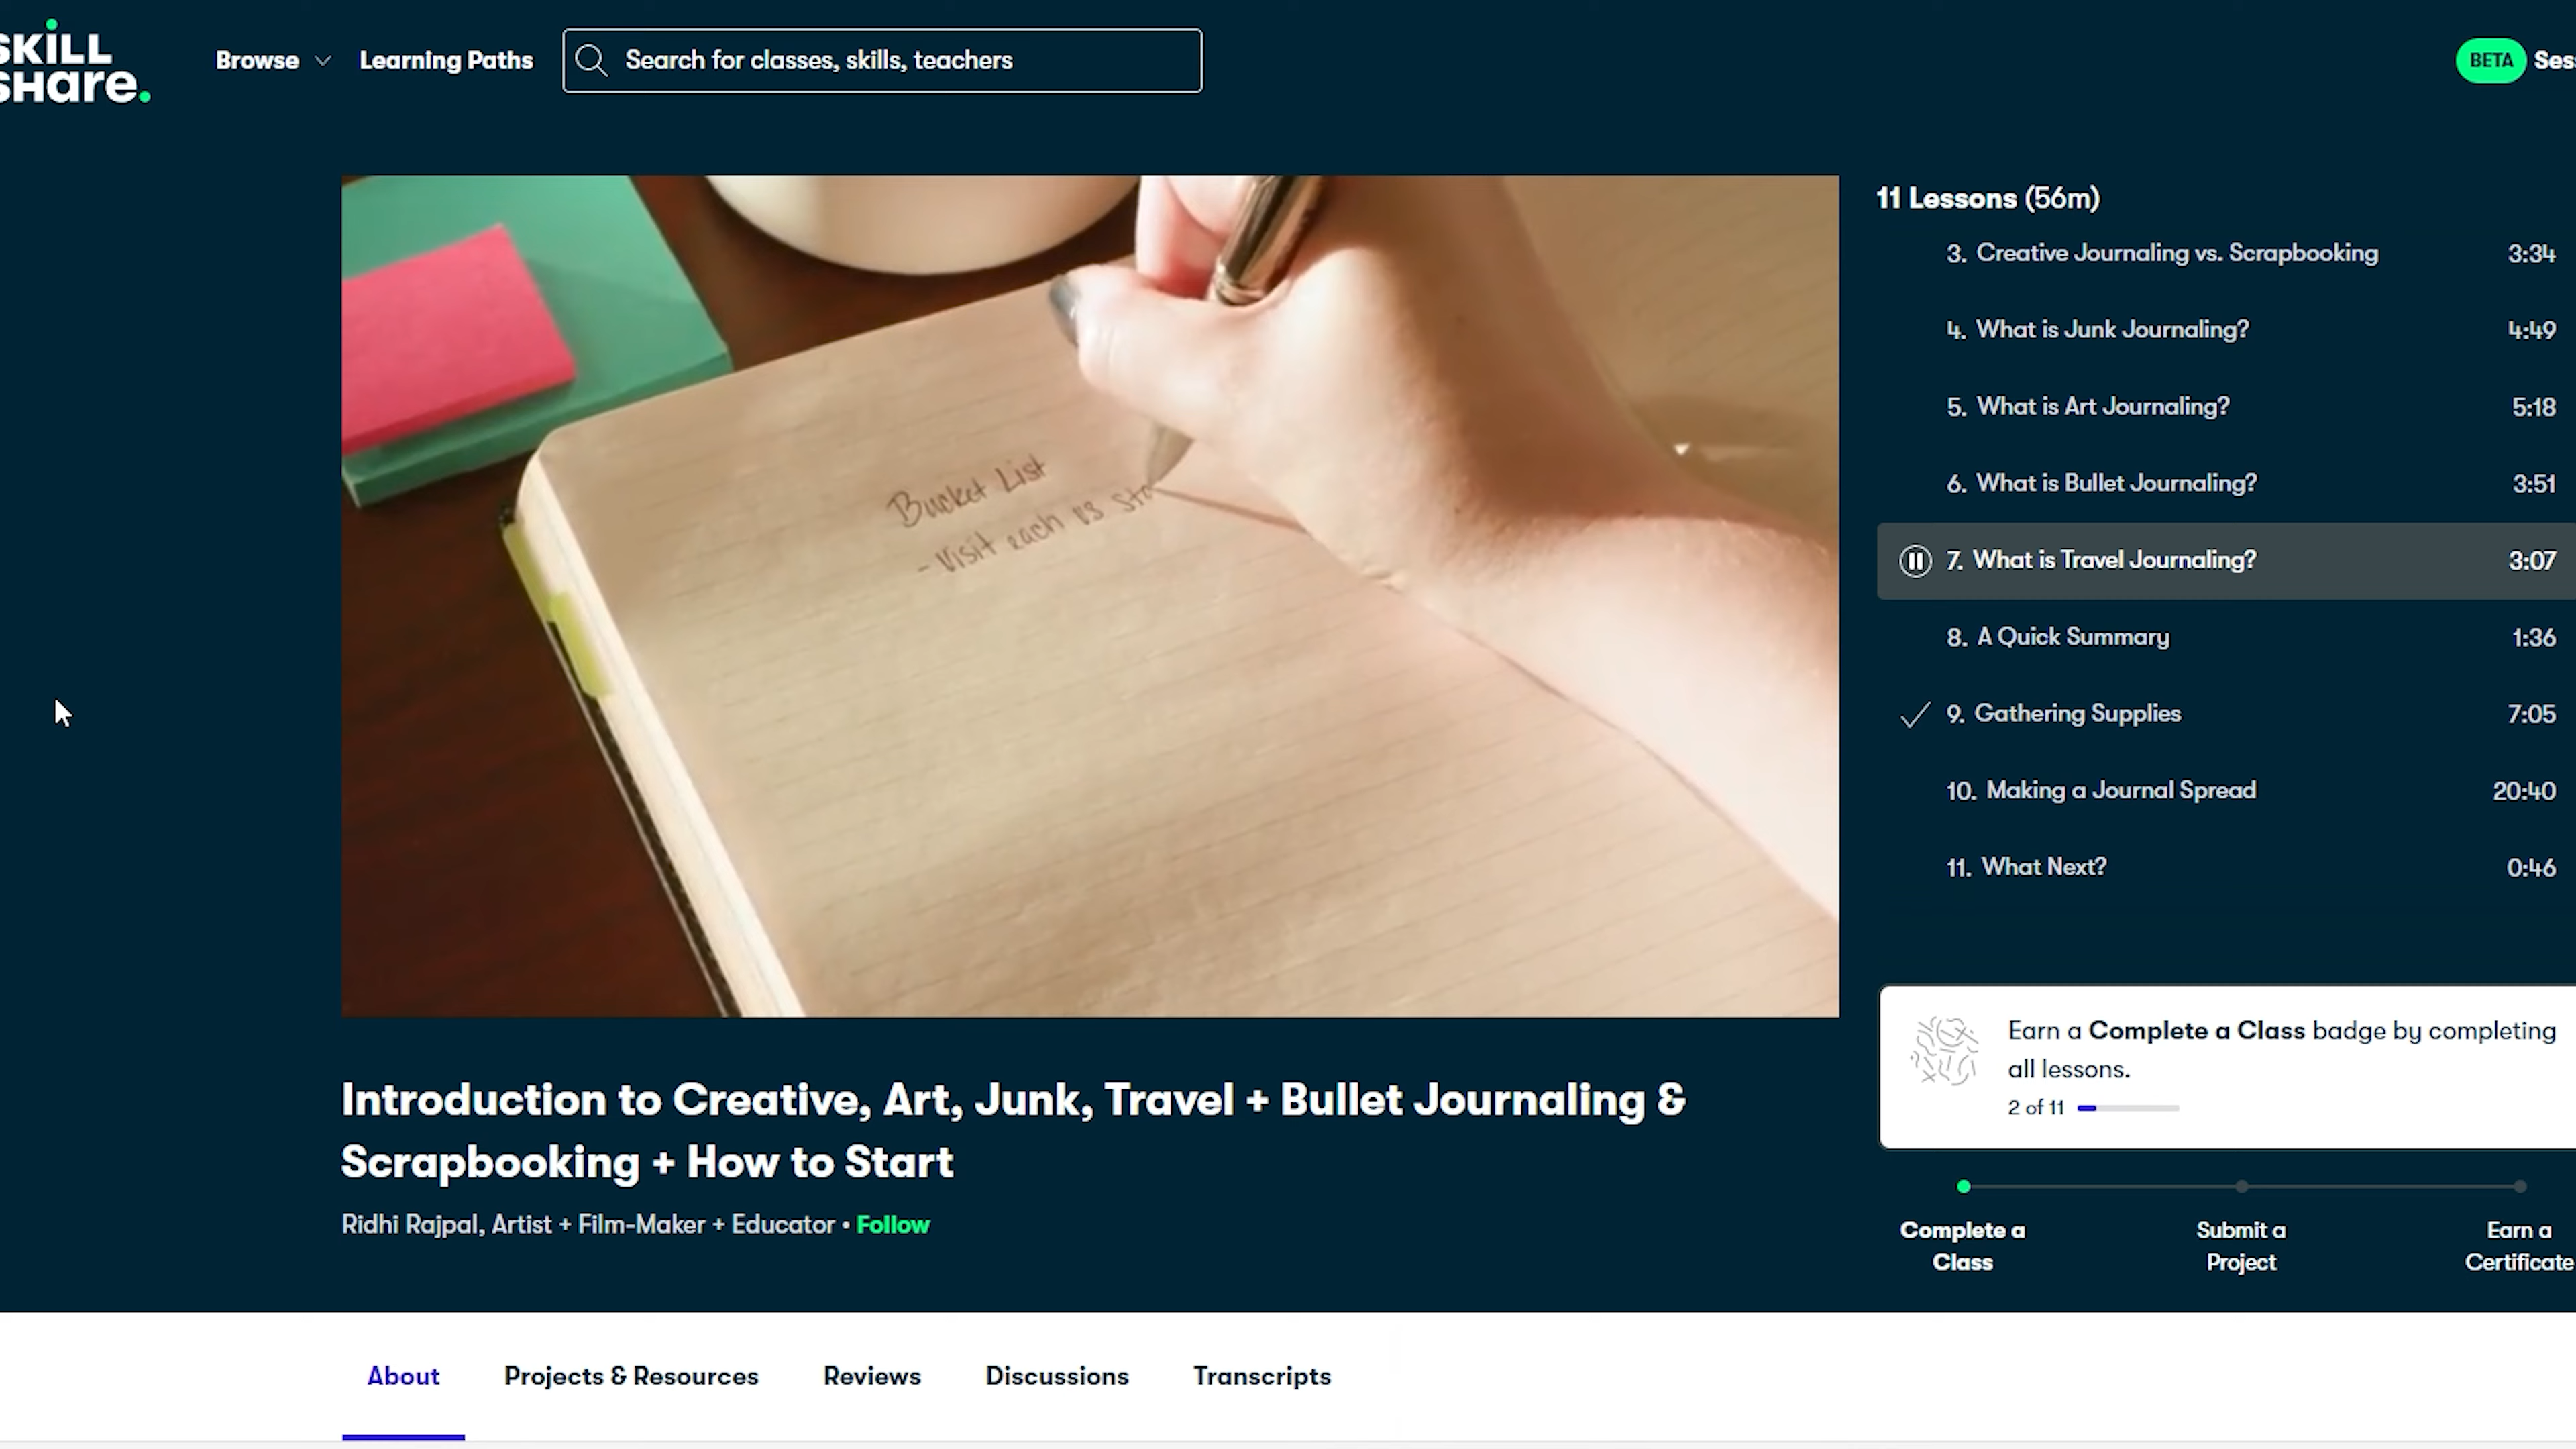 SKILL
SHare.
Browse
Learning Paths
Search for classes, skills, teachers
BETA
Bucket List
- Visit each us
11 Lessons (56m)
3. Creative Journaling vs. Scrapbooking 3:34
4. What is Junk Journaling? 4:49
5. What is Art Journaling? 5:18
6. What is Bullet Journaling? 3:51
7. What is Travel Journaling? 3:07
8. A Quick Summary 1:36
9. Gathering Supplies 7:05
10. Making a Journal Spread 20:40
11. What Next? 0:46
Earn a Complete a Class badge by completing
all lessons.
2 of 11
Complete a
Class
Submit a
Project
Earn a
Certificate
Introduction to Creative, Art, Junk, Travel + Bullet Journaling &
Scrapbooking + How to Start
Ridhi Rajpal, Artist + Film-Maker + Educator • Follow
About
Projects & Resources
Reviews
Discussions
Transcripts